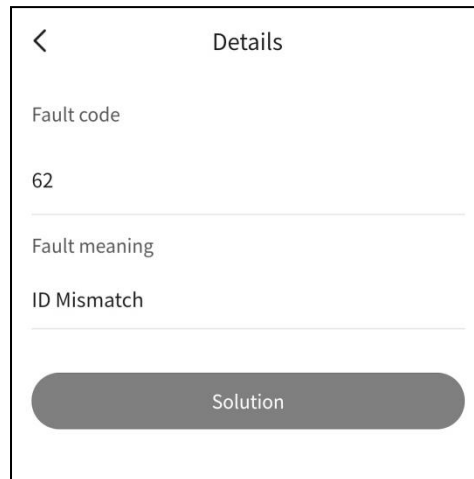 Details
Fault code
62
Fault meaning
ID Mismatch
Solution